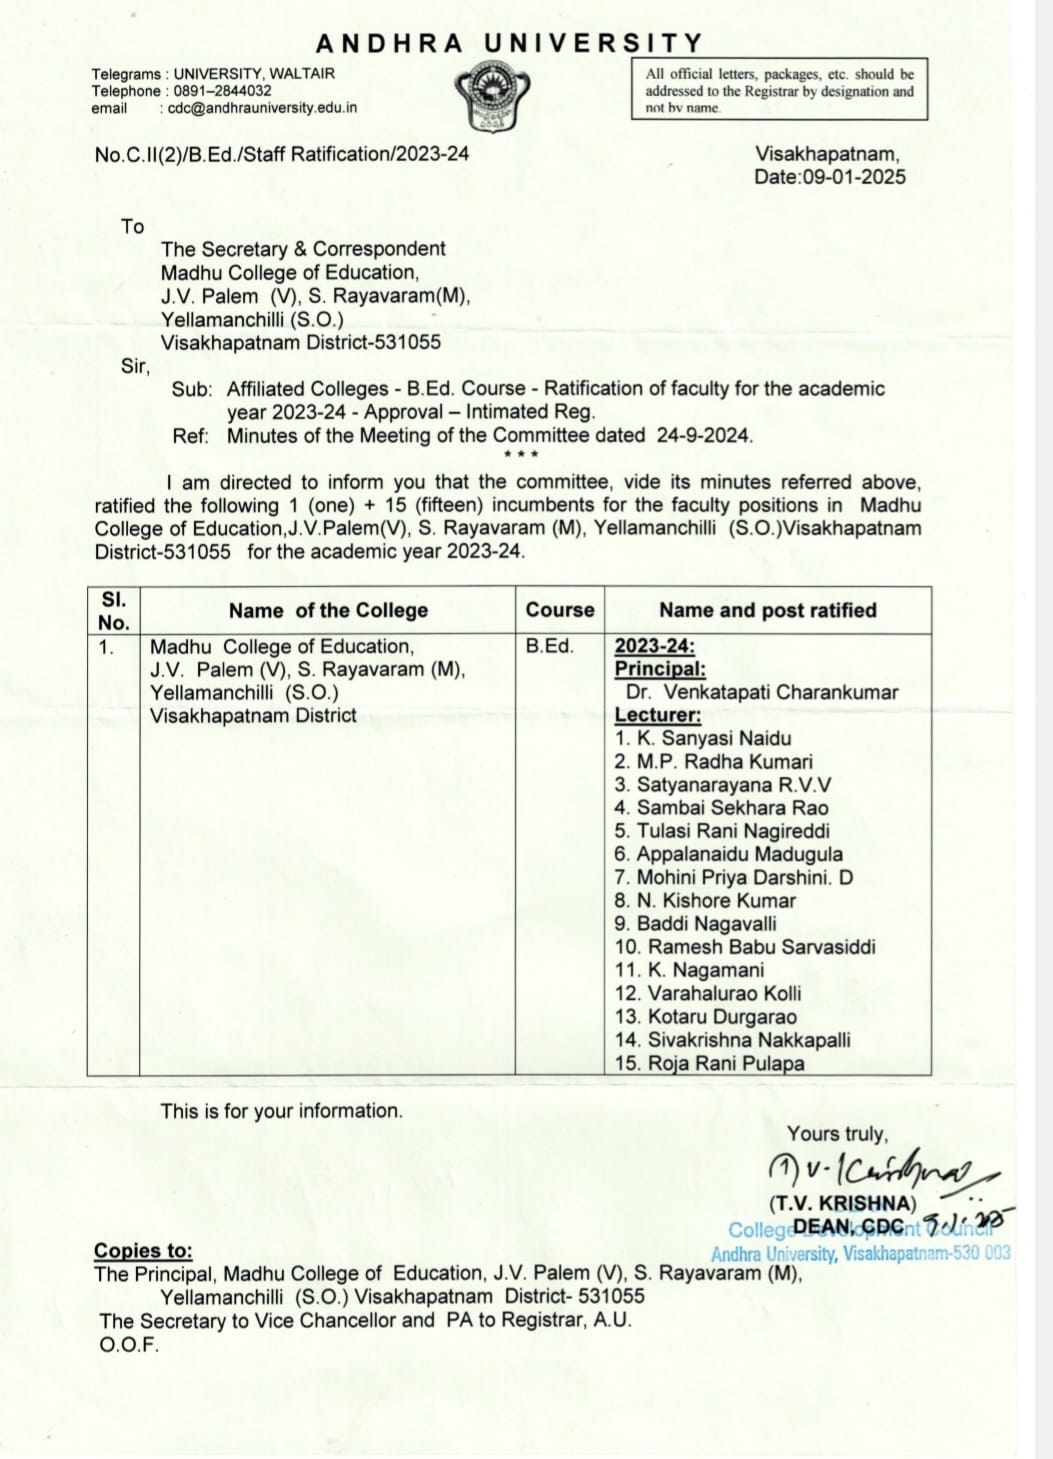 ANDHRA UNIVERSITY
Telegrams : UNIVERSITY, WALTAIR
Telephone : 0891–2844032
email : cdc@andhrauniversity.edu.in
All official letters, packages, etc. should be
addressed to the Registrar by designation and
not by name.
No.C.II(2)/B.Ed./Staff Ratification/2023-24
Visakhapatnam,
Date:09-01-2025
To
The Secretary & Correspondent
Madhu College of Education,
J.V. Palem (V), S. Rayavaram(M),
Yellamanchilli (S.O.)
Visakhapatnam District-531055
Sir,
Sub: Affiliated Colleges - B.Ed. Course - Ratification of faculty for the academic
year 2023-24 - Approval – Intimated Reg.
Ref: Minutes of the Meeting of the Committee dated 24-9-2024.
* * *
I am directed to inform you that the committee, vide its minutes referred above,
ratified the following 1 (one) + 15 (fifteen) incumbents for the faculty positions in Madhu
College of Education,J.V.Palem(V), S. Rayavaram (M), Yellamanchilli (S.O.)Visakhapatnam
District-531055 for the academic year 2023-24.
Sl. No. Name of the College Course Name and post ratified
1. Madhu College of Education,
J.V. Palem (V), S. Rayavaram (M),
Yellamanchilli (S.O.)
Visakhapatnam District
B.Ed.
2023-24:
Principal:
Dr. Venkatapati Charankumar
Lecturer:
1. K. Sanyasi Naidu
2. M.P. Radha Kumari
3. Satyanarayana R.V.V
4. Sambai Sekhara Rao
5. Tulasi Rani Nagireddi
6. Appalanaidu Madugula
7. Mohini Priya Darshini. D
8. N. Kishore Kumar
9. Baddi Nagavalli
10. Ramesh Babu Sarvasiddi
11. K. Nagamani
12. Varahalurao Kolli
13. Kotaru Durgarao
14. Sivakrishna Nakkapalli
15. Roja Rani Pulapa
This is for your information.
Yours truly,
(T.V. KRISHNA)
DEAN, CDC
College Development Council
Andhra University, Visakhapatnam-530 003
Copies to:
The Principal, Madhu College of Education, J.V. Palem (V), S. Rayavaram (M),
Yellamanchilli (S.O.) Visakhapatnam District- 531055
The Secretary to Vice Chancellor and PA to Registrar, A.U.
O.O.F.